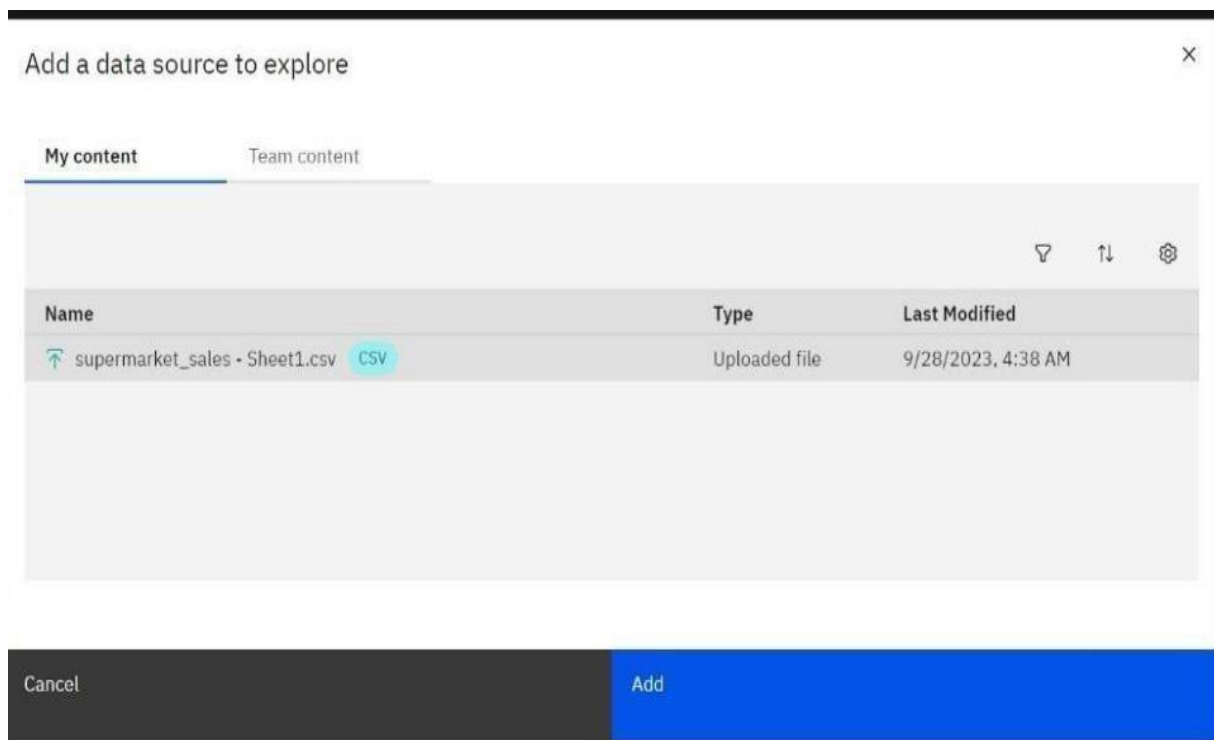 Add a data source to explore
My content Team content
Name Type Last Modified
supermarket_sales - Sheet1.csv CSV Uploaded file 9/28/2023, 4:38 AM
Cancel Add